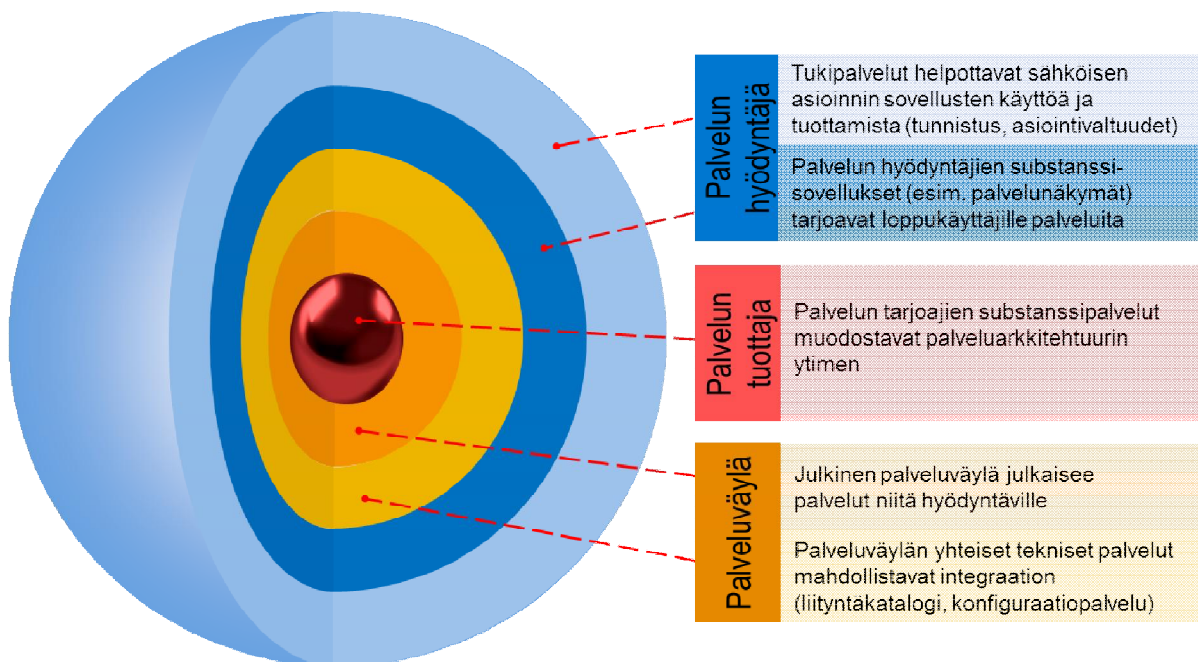 Palvelun
hyödyntäjä
Tukipalvelut helpottavat sähköisen
asioinnin sovellusten käyttöä ja
tuottamista (tunnistus, asiointivaltuudet)
Palvelun hyödyntäjien substanssi-
sovellukset (esim. palvelunäkymät)
tarjoavat loppukäyttäjille palveluita
Palvelun
tuottaja
Palvelun tarjoajien substanssipalvelut
muodostavat palveluarkkitehtuurin
ytimen
Palveluväylä
Julkinen palveluväylä julkaisee
palvelut niitä hyödyntäville
Palveluväylän yhteiset tekniset palvelut
mahdollistavat integraation
(liityntäkatalogi, konfiguraatiopalvelu)